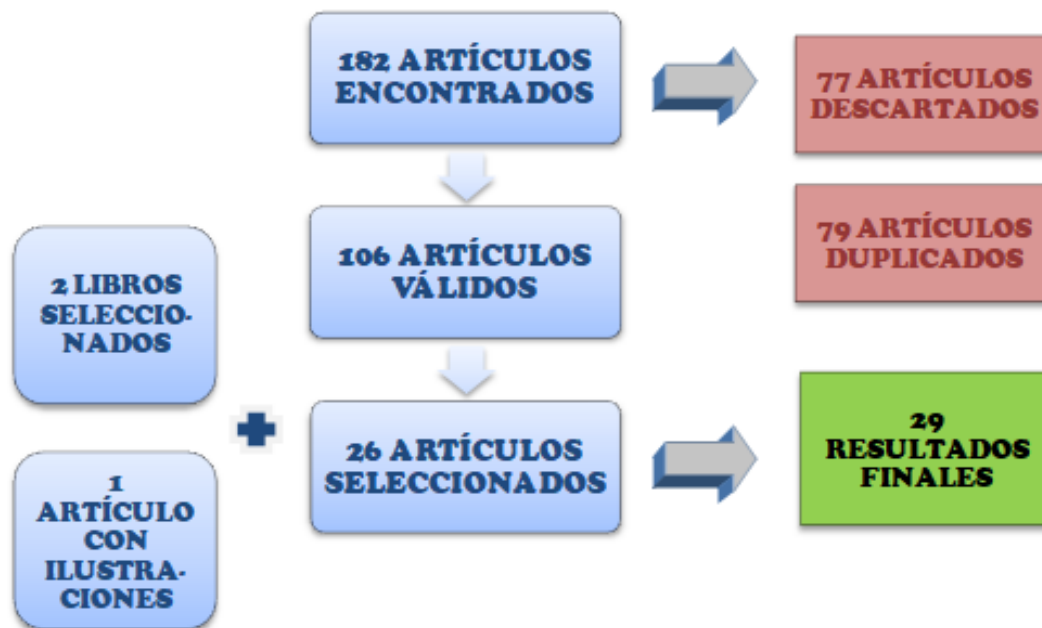 182 ARTÍCULOS
ENCONTRADOS
77 ARTÍCULOS
DESCARTADOS
106 ARTÍCULOS
VÁLIDOS
79 ARTÍCULOS
DUPLICADOS
2 LIBROS
SELECCIO-
NADOS
26 ARTÍCULOS
SELECCIONADOS
29
RESULTADOS
FINALES
1
ARTÍCULO
CON
ILUSTRA-
CIONES